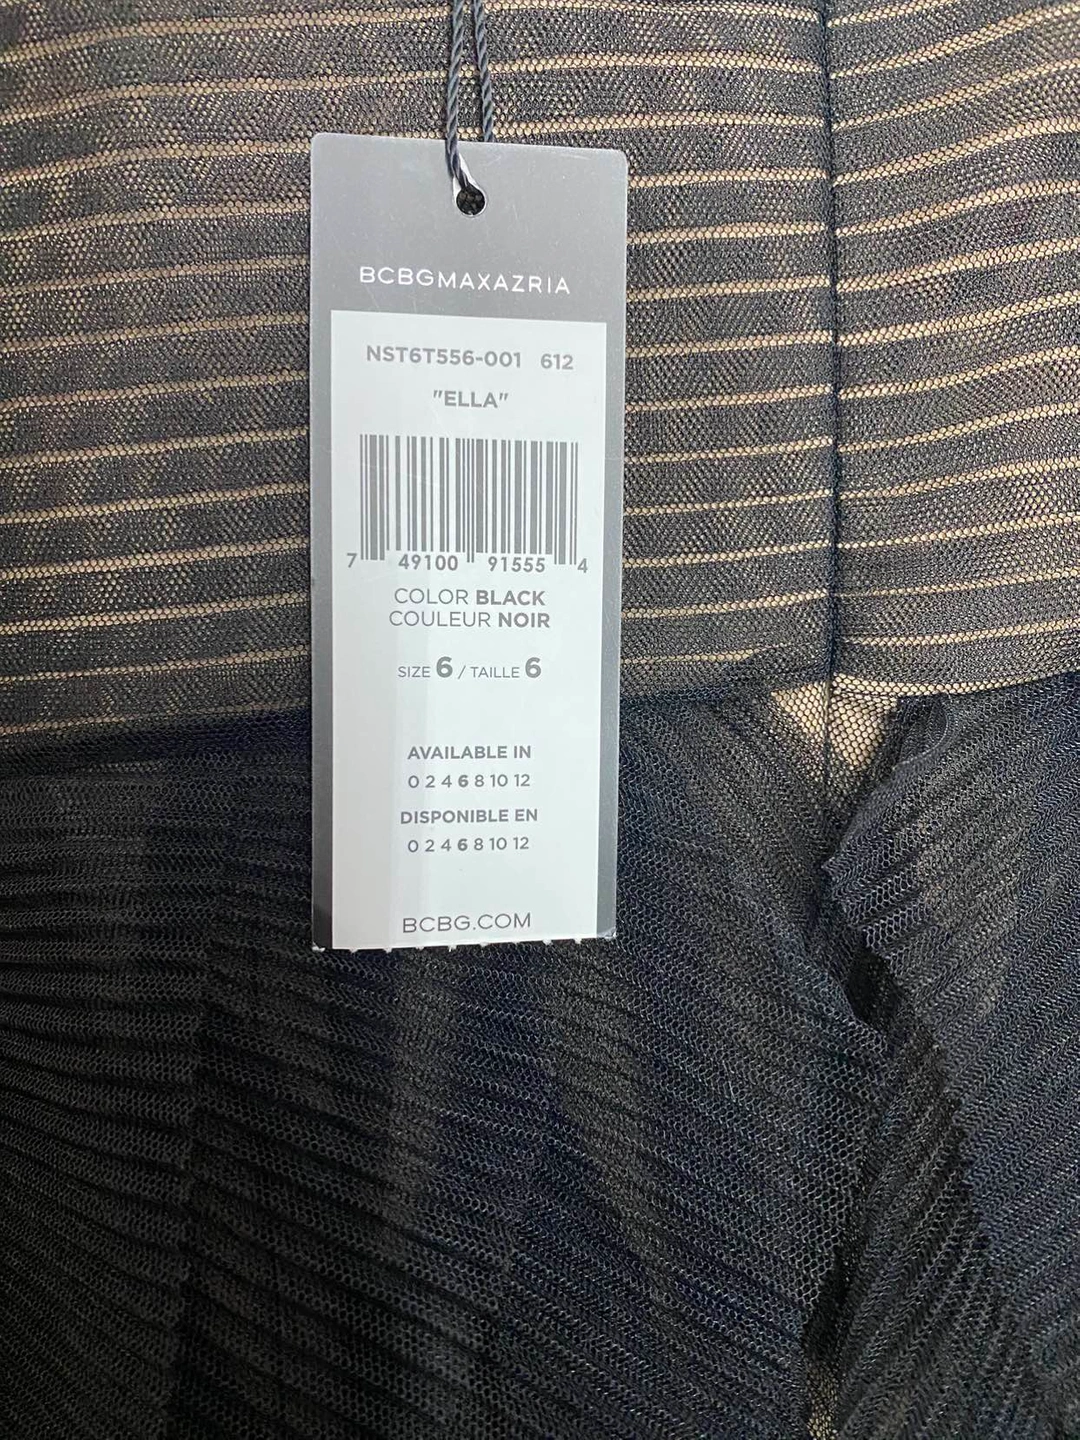 BCBGMAXAZRIA
NST6T556-001 612
"ELLA"
7 49100 91555 4
COLOR BLACK
COULEUR NOIR
SIZE 6 / TAILLE 6
AVAILABLE IN
0 2 4 6 8 10 12
DISPONIBLE EN
0 2 4 6 8 10 12
BCBG.COM